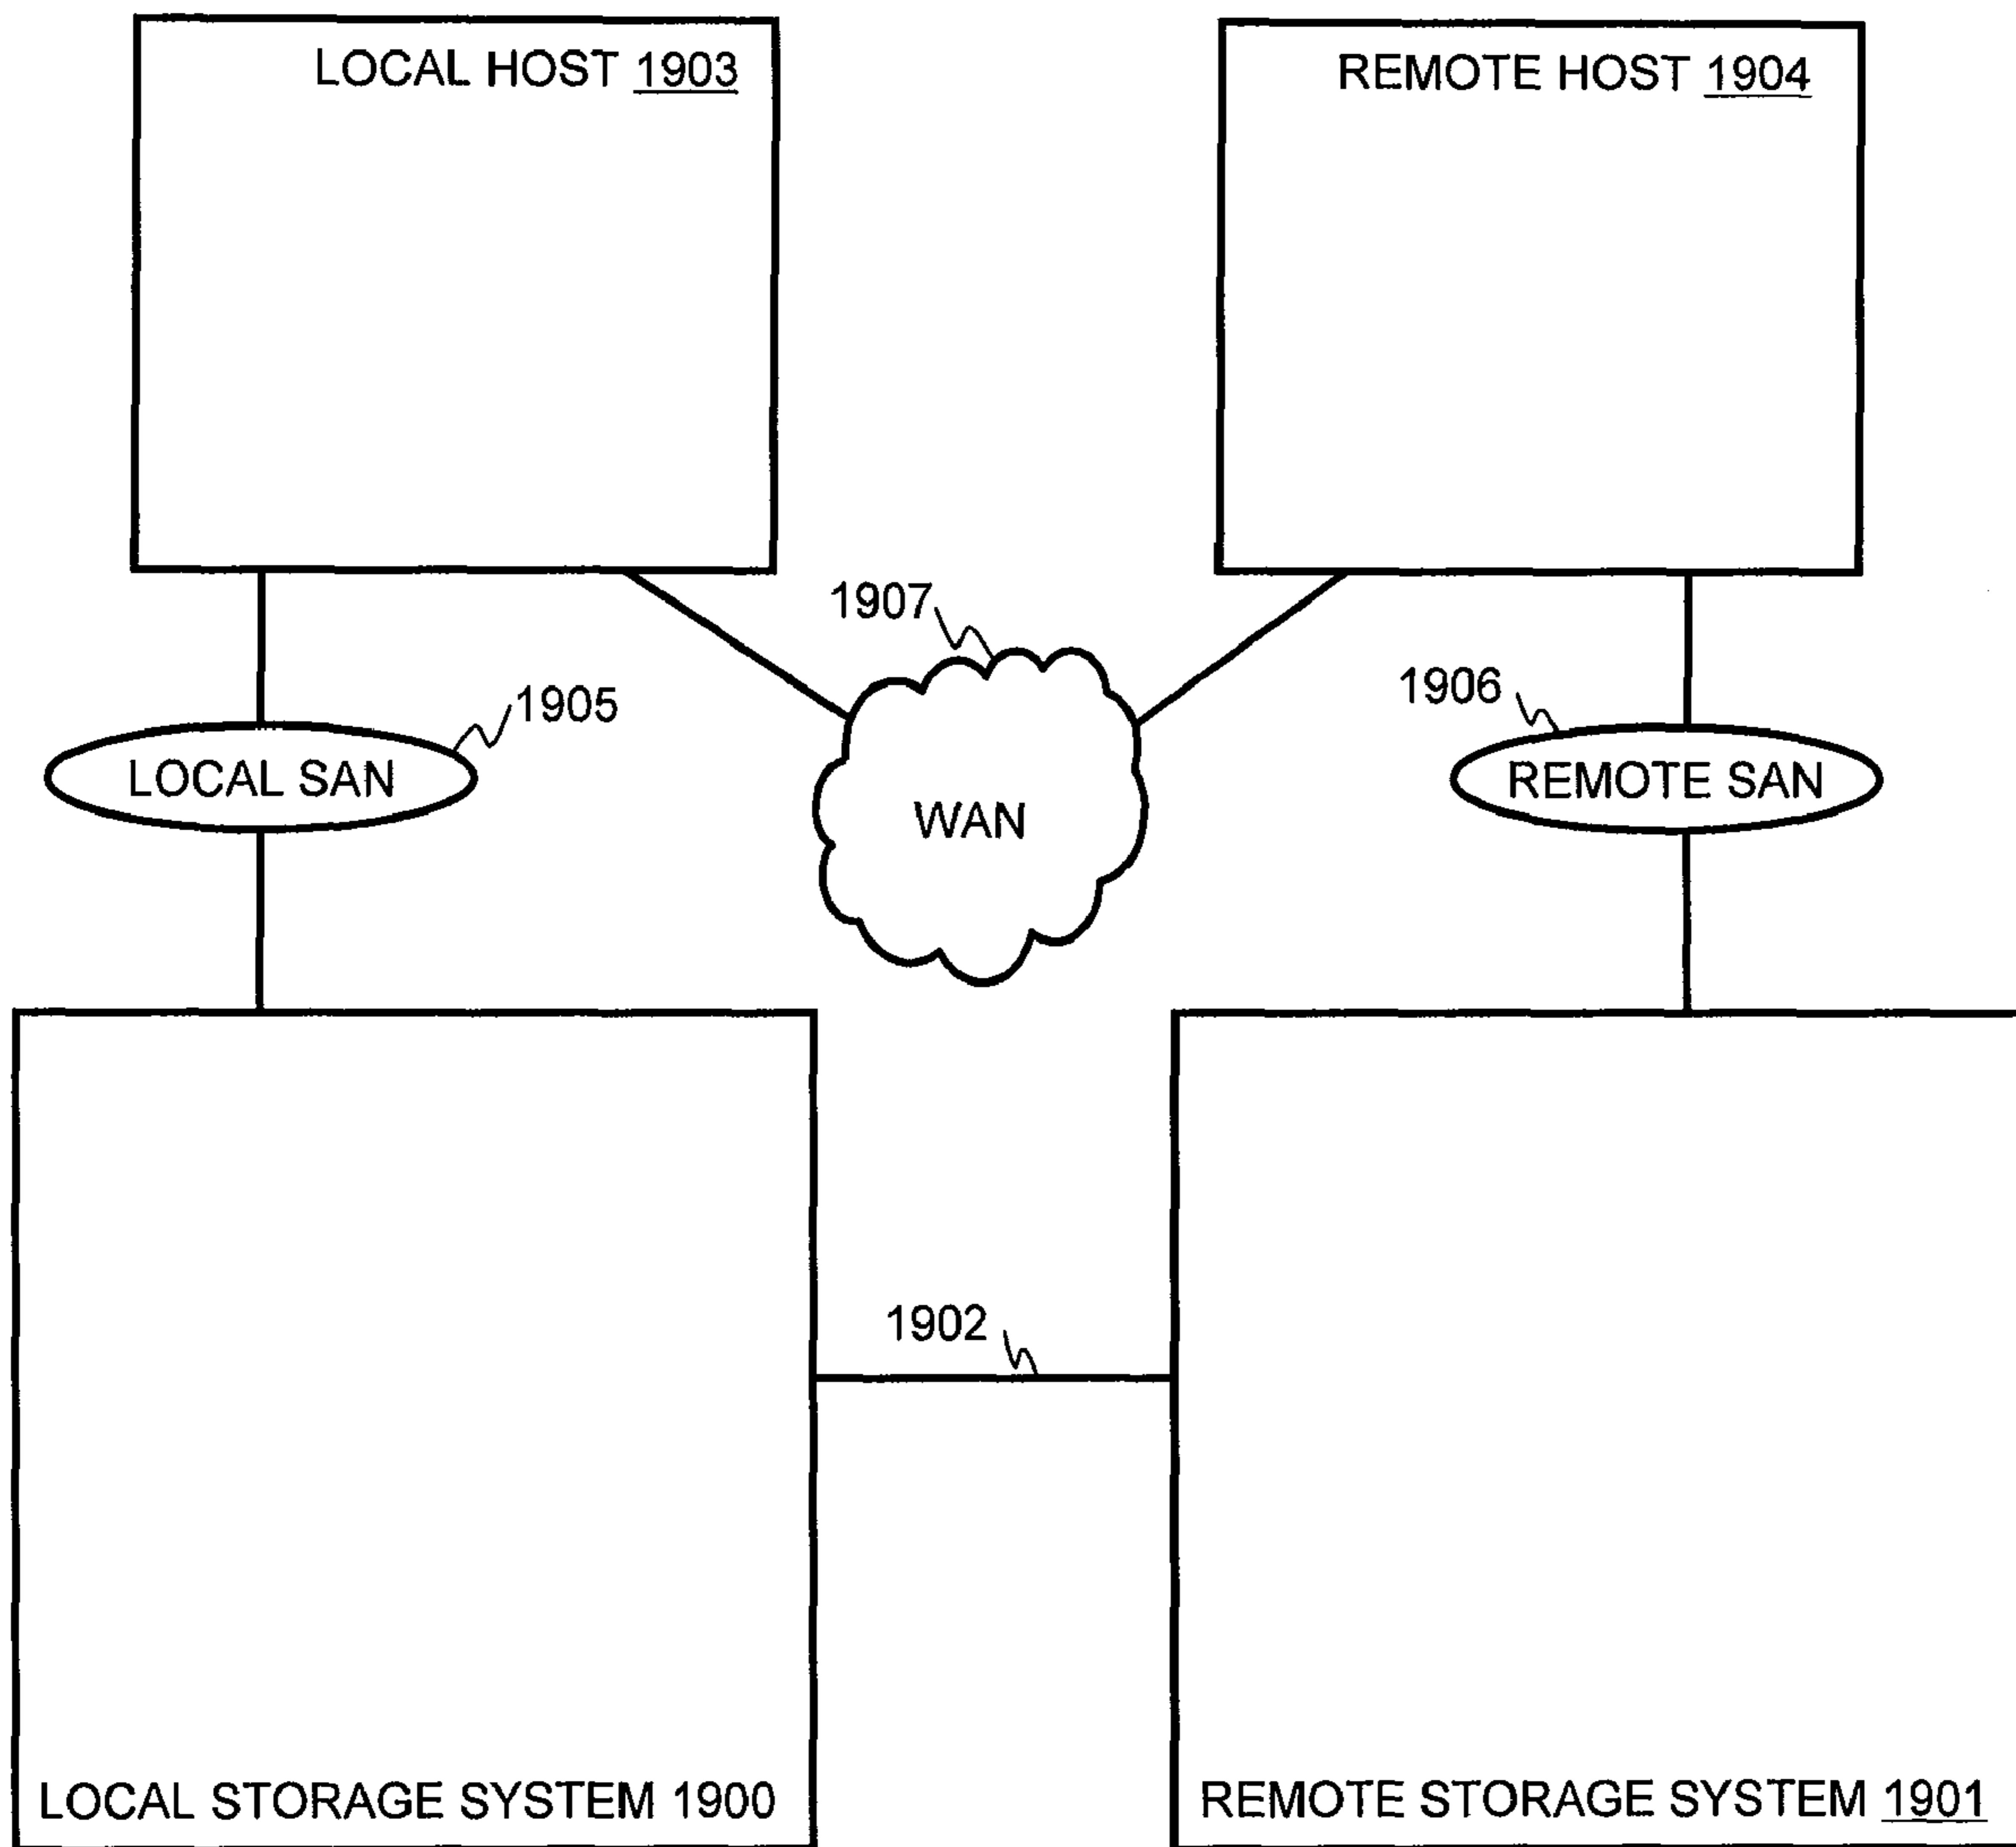 LOCAL HOST 1903
REMOTE HOST 1904
1907
1905
1906
LOCAL SAN
REMOTE SAN
WAN
1902
LOCAL STORAGE SYSTEM 1900
REMOTE STORAGE SYSTEM 1901